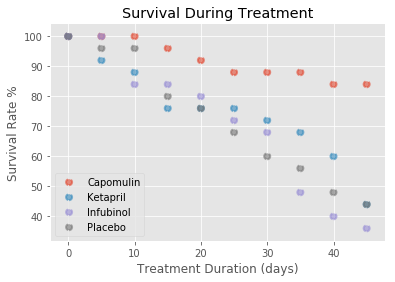 Survival During Treatment
Survival Rate %
100
90
80
70
60
50
40
Capomulin
Ketapril
Infubinol
Placebo
0
10
20
30
40
Treatment Duration (days)